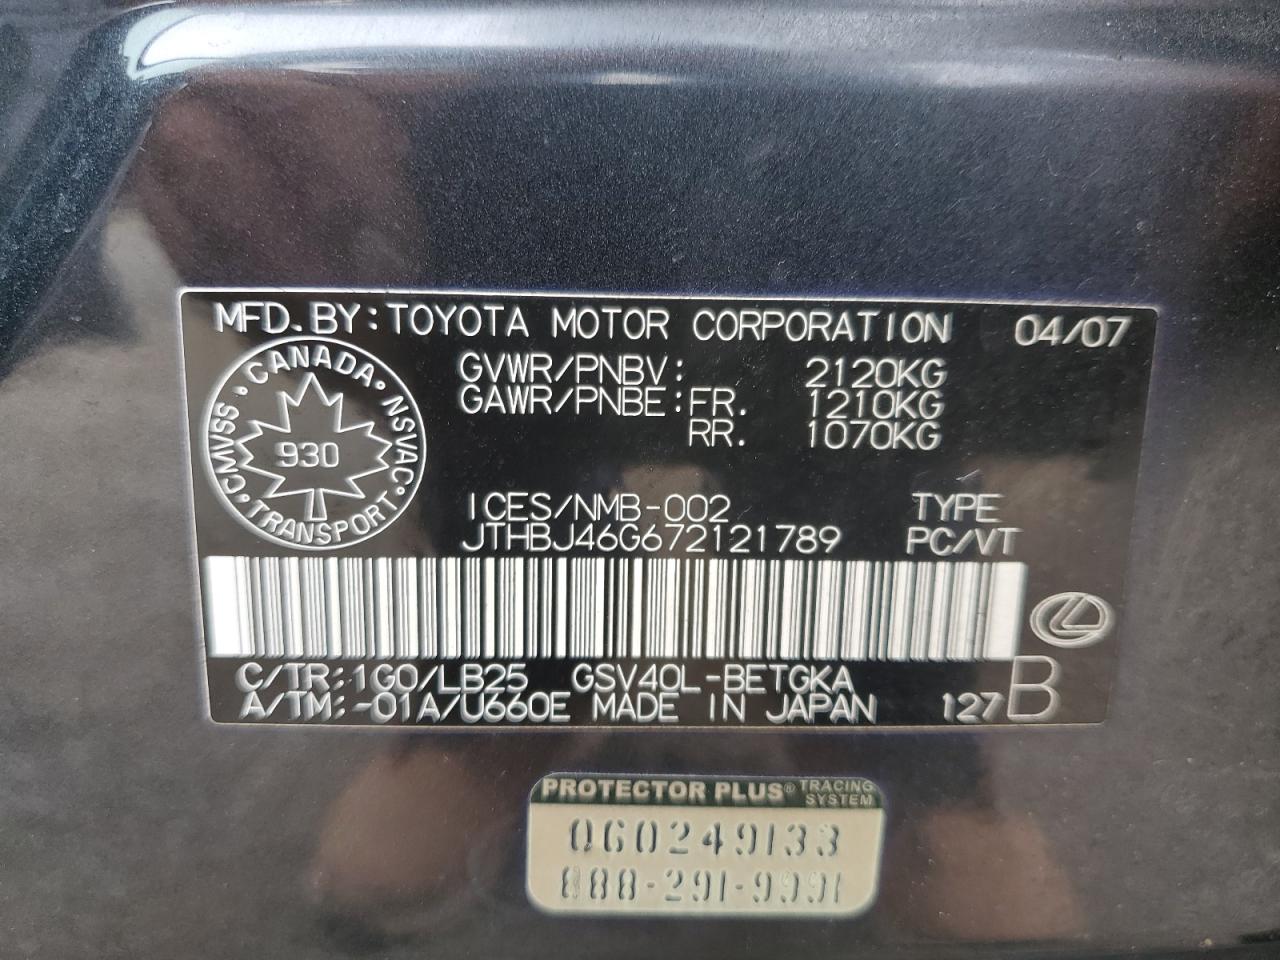 MFD. BY: TOYOTA MOTOR CORPORATION 04/07
GVWR/PNBV: 2120KG
GAWR/PNBE: FR. 1210KG
RR. 1070KG
CANADA · NSVAC · TRANSPORT · CMVSS ·
930
ICES/NMB-002 TYPE
JTHBJ46G672121789 PC/VT
C/TR: 1G0/LB25 GSV40L-BETGKA
A/TM: -01A/U660E MADE IN JAPAN 127 B
PROTECTOR PLUS® TRACING SYSTEM
060249133
888-291-9991